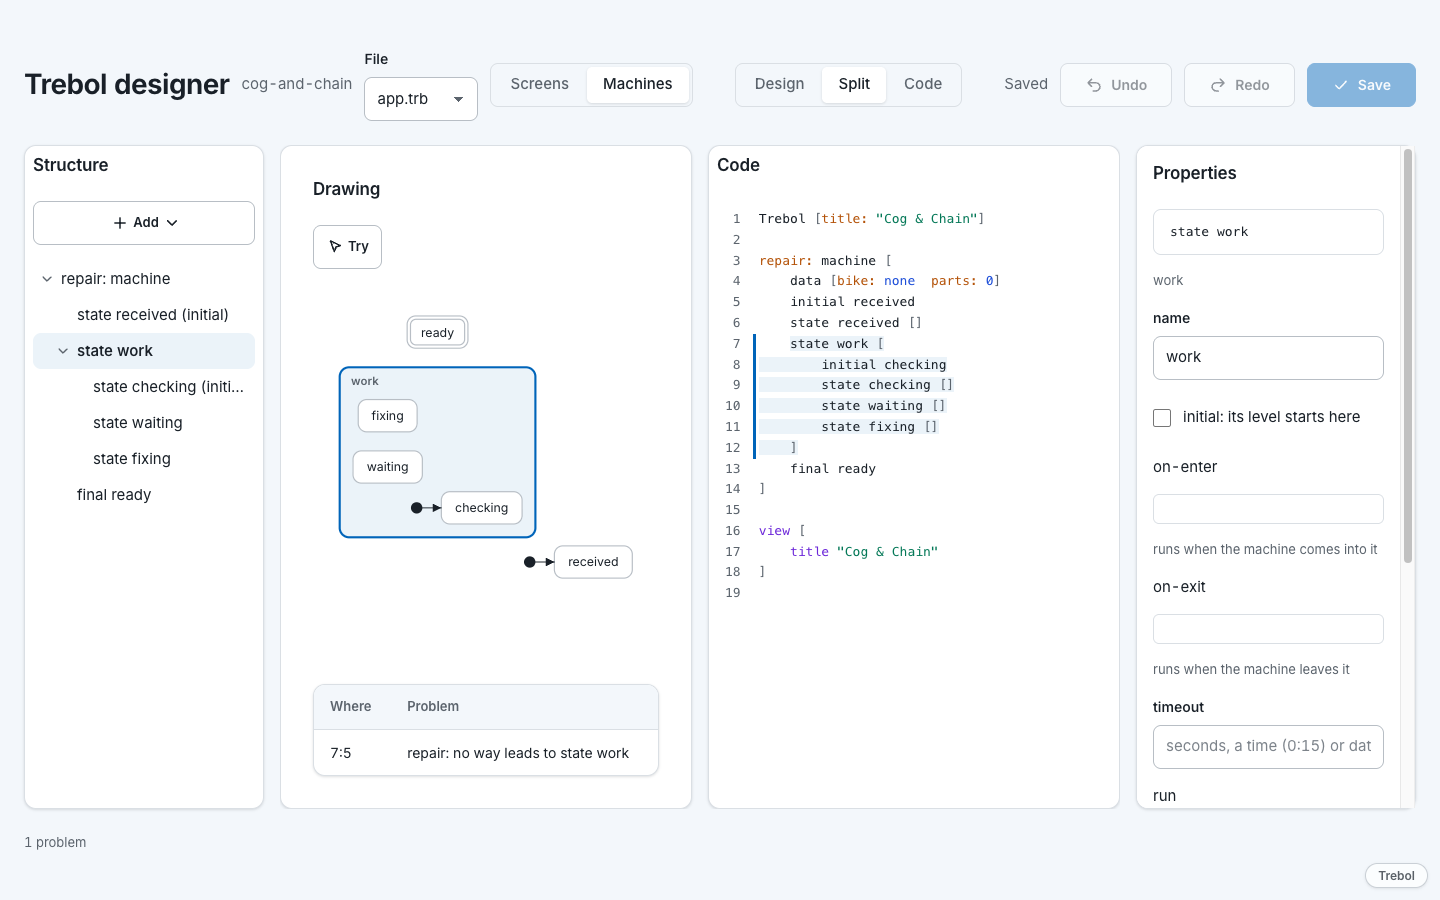 Trebol designer
cog-and-chain
File
app.trb
Screens
Machines
Design
Split
Code
Saved
Undo
Redo
Save
Structure
Add
repair: machine
state received (initial)
state work
state checking (initi...
state waiting
state fixing
final ready
Drawing
Try
ready
work
fixing
waiting
checking
received
Where Problem
7:5 repair: no way leads to state work
Code
1 Trebol [title: "Cog & Chain"]
2
3 repair: machine [
4 data [bike: none parts: 0]
5 initial received
6 state received []
7 state work [
8 initial checking
9 state checking []
10 state waiting []
11 state fixing []
12 ]
13 final ready
14 ]
15
16 view [
17 title "Cog & Chain"
18 ]
19
Properties
state work
work
name
work
initial: its level starts here
on-enter
runs when the machine comes into it
on-exit
runs when the machine leaves it
timeout
seconds, a time (0:15) or dat
run
1 problem
Trebol